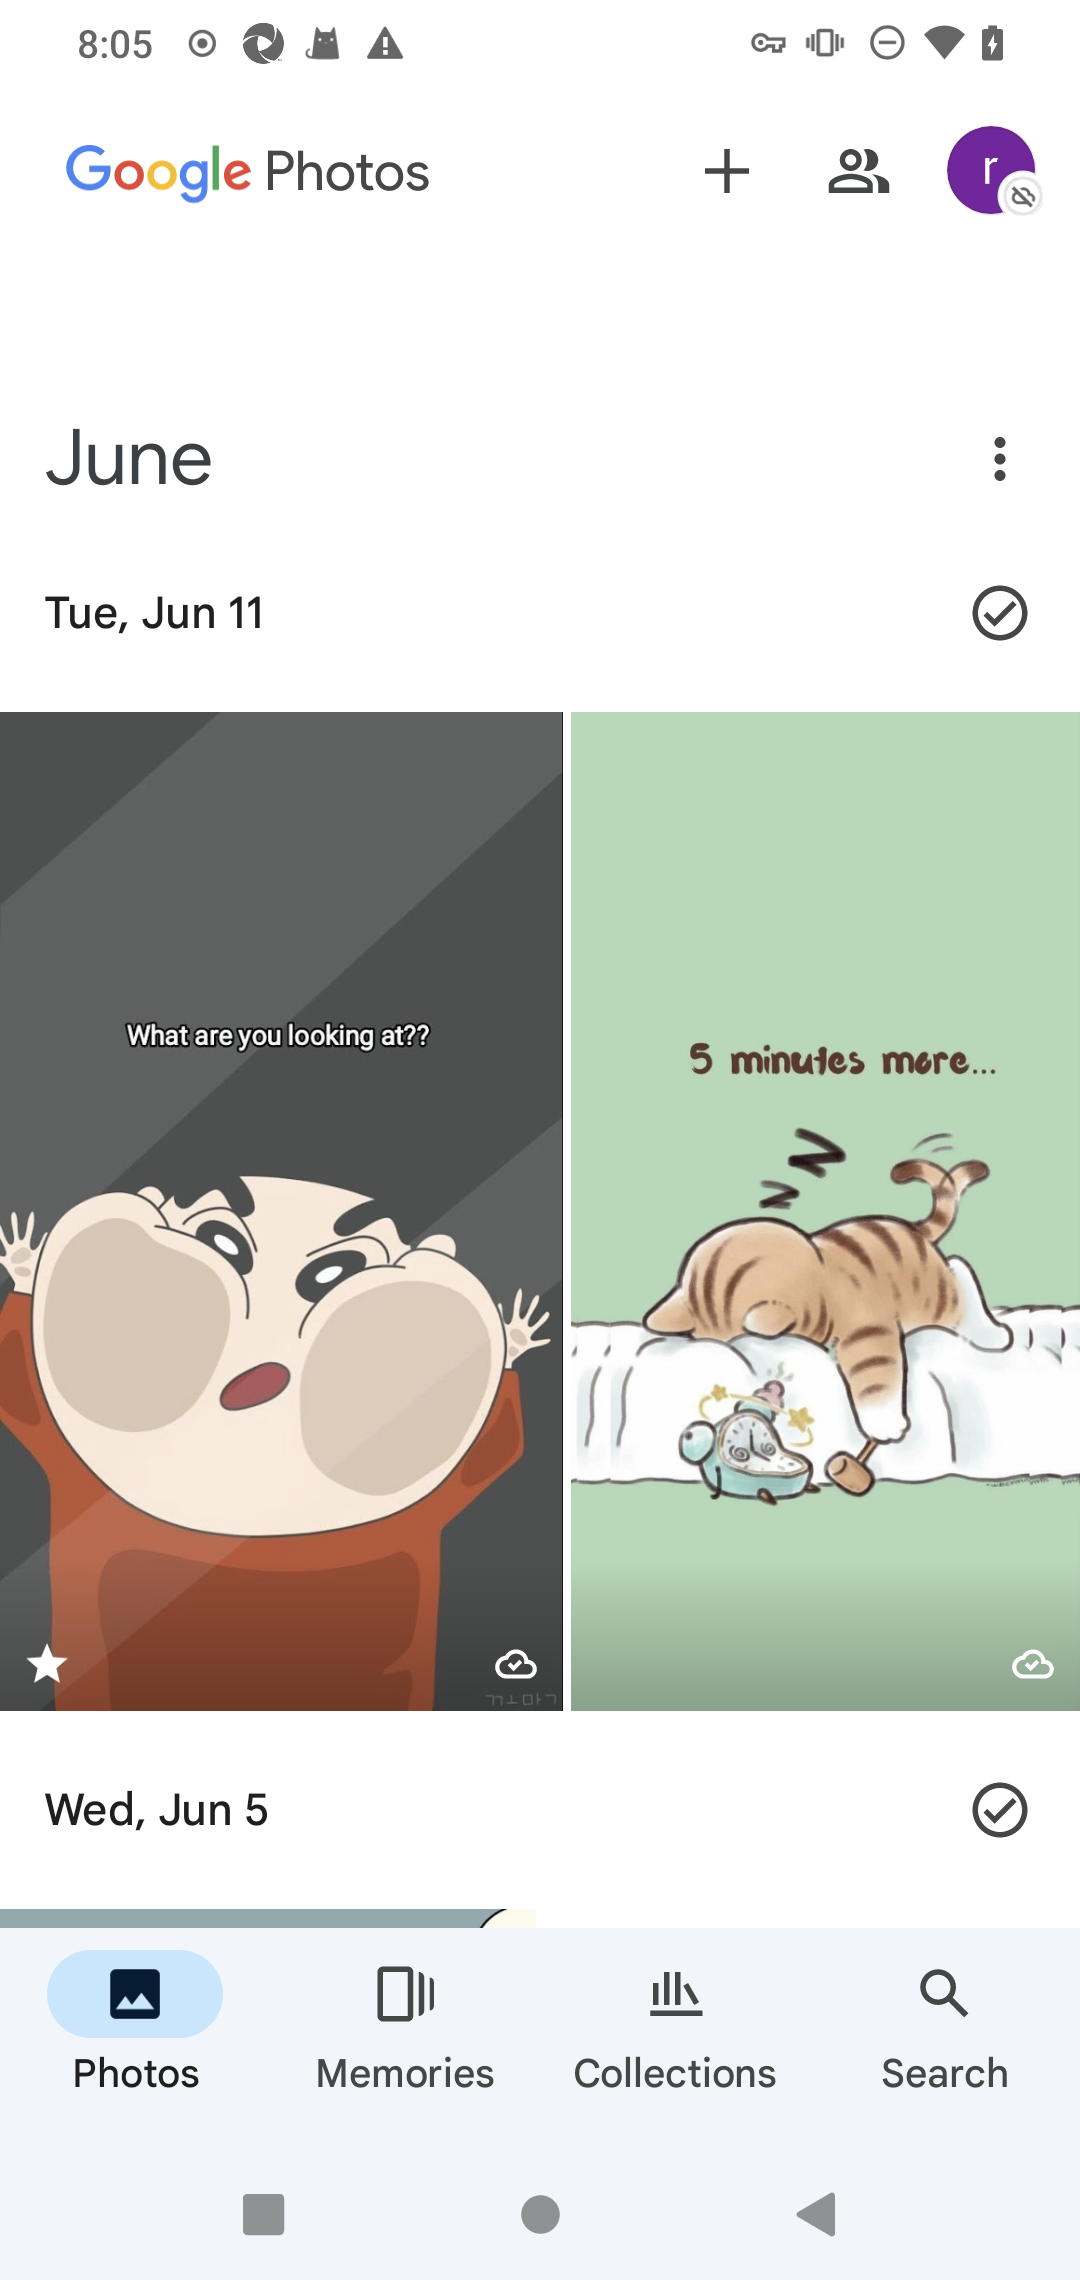 8:05
Google Photos
r
June
Tue, Jun 11
What are you looking at??
5 minutes more...
Wed, Jun 5
Photos
Memories
Collections
Search